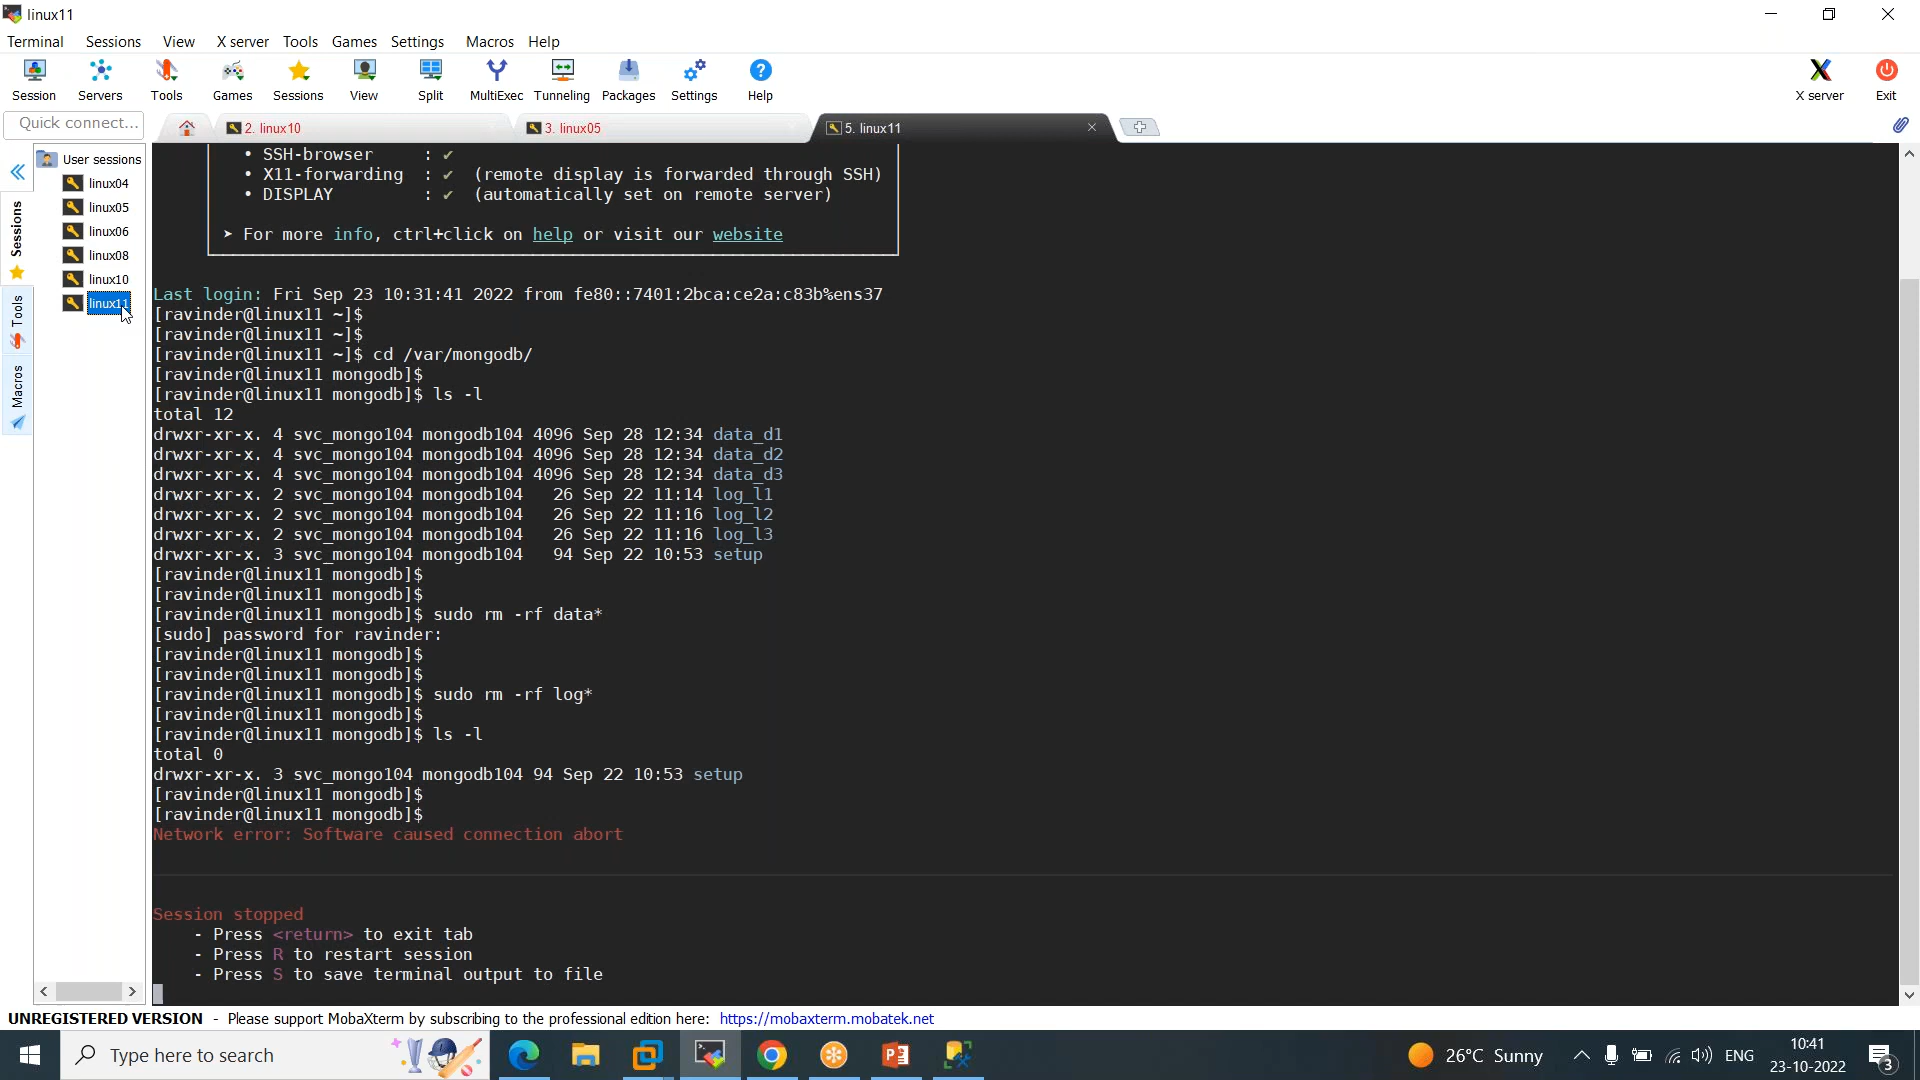 linux11
Terminal Sessions View X server Tools Games Settings Macros Help
Session Servers Tools Games Sessions View Split MultiExec Tunneling Packages Settings Help X server Exit
Quick connect... 2. linux10 3. linux05 5. linux11
User sessions
linux04
linux05
linux06
linux08
linux10
linux11
Sessions
Tools
Macros
• SSH-browser : ✔
• X11-forwarding : ✔ (remote display is forwarded through SSH)
• DISPLAY : ✔ (automatically set on remote server)
➤ For more info, ctrl+click on help or visit our website
Last login: Fri Sep 23 10:31:41 2022 from fe80::7401:2bca:ce2a:c83b%ens37
[ravinder@linux11 ~]$
[ravinder@linux11 ~]$
[ravinder@linux11 ~]$ cd /var/mongodb/
[ravinder@linux11 mongodb]$
[ravinder@linux11 mongodb]$ ls -l
total 12
drwxr-xr-x. 4 svc_mongo104 mongodb104 4096 Sep 28 12:34 data_d1
drwxr-xr-x. 4 svc_mongo104 mongodb104 4096 Sep 28 12:34 data_d2
drwxr-xr-x. 4 svc_mongo104 mongodb104 4096 Sep 28 12:34 data_d3
drwxr-xr-x. 2 svc_mongo104 mongodb104 26 Sep 22 11:14 log_l1
drwxr-xr-x. 2 svc_mongo104 mongodb104 26 Sep 22 11:16 log_l2
drwxr-xr-x. 2 svc_mongo104 mongodb104 26 Sep 22 11:16 log_l3
drwxr-xr-x. 3 svc_mongo104 mongodb104 94 Sep 22 10:53 setup
[ravinder@linux11 mongodb]$
[ravinder@linux11 mongodb]$
[ravinder@linux11 mongodb]$ sudo rm -rf data*
[sudo] password for ravinder:
[ravinder@linux11 mongodb]$
[ravinder@linux11 mongodb]$
[ravinder@linux11 mongodb]$ sudo rm -rf log*
[ravinder@linux11 mongodb]$
[ravinder@linux11 mongodb]$ ls -l
total 0
drwxr-xr-x. 3 svc_mongo104 mongodb104 94 Sep 22 10:53 setup
[ravinder@linux11 mongodb]$
[ravinder@linux11 mongodb]$
Network error: Software caused connection abort
Session stopped
- Press <return> to exit tab
- Press R to restart session
- Press S to save terminal output to file
UNREGISTERED VERSION - Please support MobaXterm by subscribing to the professional edition here: https://mobaxterm.mobatek.net
Type here to search
26°C Sunny
ENG
10:41
23-10-2022
3